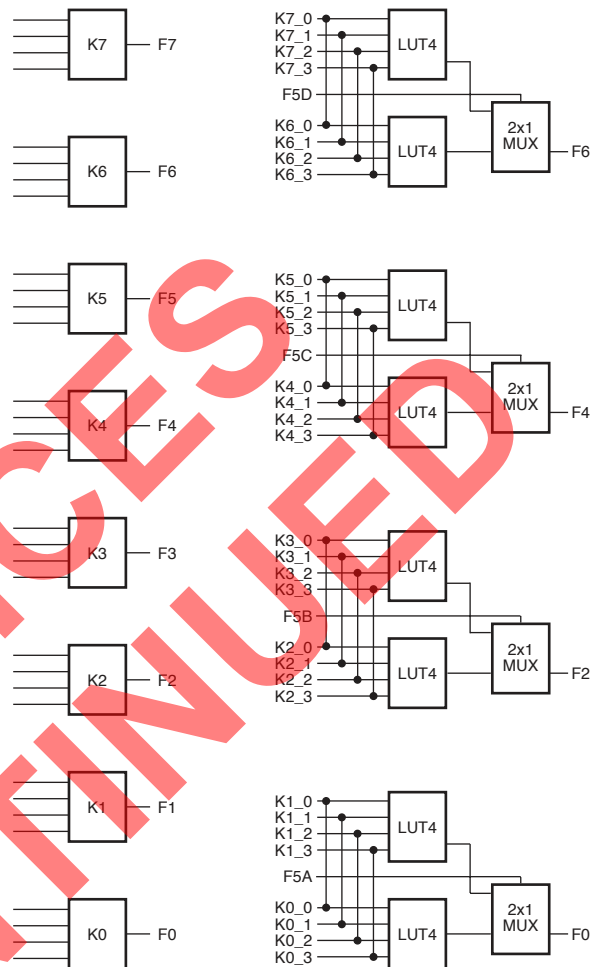 K7
F7
K6
F6
K5
F5
K4
F4
K3
F3
K2
F2
K1
F1
K0
F0
K7_0
K7_1
K7_2
K7_3
LUT4
F5D
K6_0
K6_1
K6_2
K6_3
LUT4
2x1
MUX
F6
K5_0
K5_1
K5_2
K5_3
LUT4
F5C
K4_0
K4_1
K4_2
K4_3
LUT4
2x1
MUX
F4
K3_0
K3_1
K3_2
K3_3
LUT4
F5B
K2_0
K2_1
K2_2
K2_3
LUT4
2x1
MUX
F2
K1_0
K1_1
K1_2
K1_3
LUT4
F5A
K0_0
K0_1
K0_2
K0_3
LUT4
2x1
MUX
F0
CES
TINUED